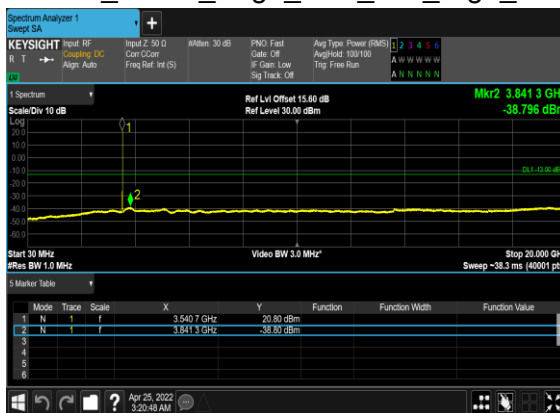 Spectrum Analyzer 1
Swept SA
+
KEYSIGHT
R T
Input: RF
Coupling: DC
Align: Auto
Input Z: 50 Ω
Corr CCorr
Freq Ref: Int (S)
#Atten: 30 dB
PNO: Fast
Gate: Off
IF Gain: Low
Sig Track: Off
Avg Type: Power (RMS)
Avg|Hold: 100/100
Trig: Free Run
1 2 3 4 5 6
A W W W W W
A N N N N N
1 Spectrum
Scale/Div 10 dB
Ref Lvl Offset 15.60 dB
Ref Level 30.00 dBm
Mkr2 3.841 3 GH
-38.796 dBr
Log
20.0
10.0
0.00
-10.0
-20.0
-30.0
-40.0
-50.0
-60.0
1
2
DL1 -13.00 dB
Start 30 MHz
#Res BW 1.0 MHz
Video BW 3.0 MHz*
Stop 20.000 GH
Sweep ~38.3 ms (40001 pt
5 Marker Table
Mode Trace Scale X Y Function Function Width Function Value
1 N 1 f 3.540 7 GHz 20.80 dBm
2 N 1 f 3.841 3 GHz -38.80 dBm
3
4
5
6
?
Apr 25, 2022
3:20:48 AM